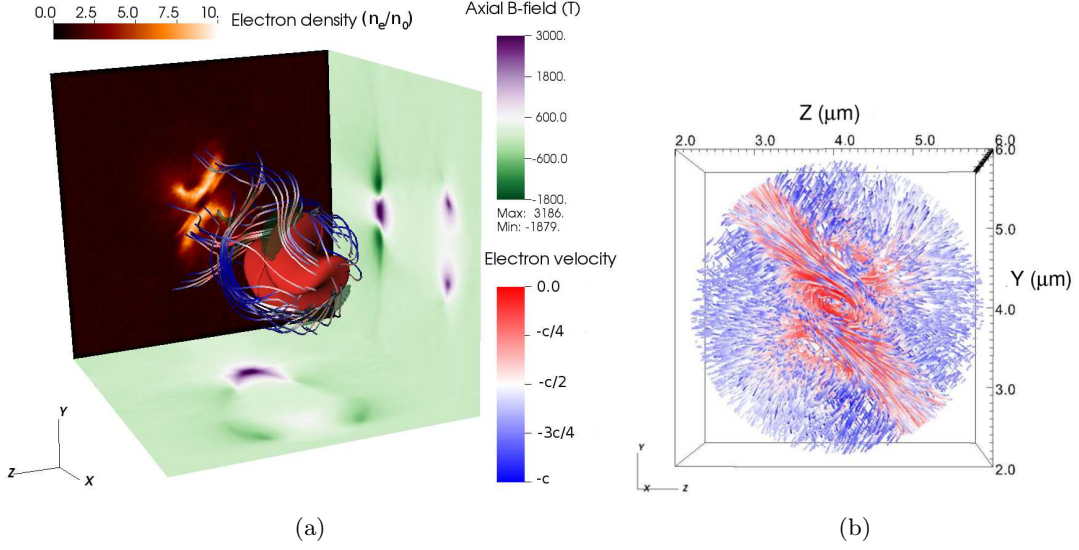 0.0 2.5 5.0 7.5 10.
Electron density (nₑ/n₀)
Axial B-field (T)
3000.
1800.
600.0
-600.0
-1800.
Max: 3186.
Min: -1879.
Electron velocity
0.0
-c/4
-c/2
-3c/4
-c
Y
Z
X
(a)
Z (μm)
2.0 3.0 4.0 5.0 6.0
6.0
5.0
Y (μm)
4.0
3.0
2.0
Y
X Z
(b)